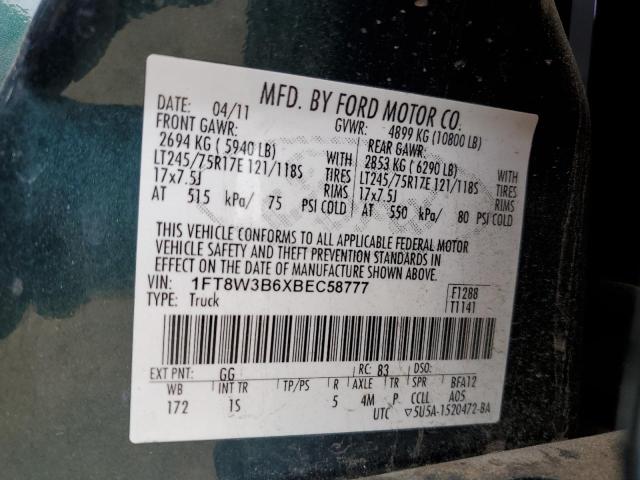 MFD. BY FORD MOTOR CO.
DATE: 04/11 GVWR: 4899 KG (10800 LB)
FRONT GAWR: REAR GAWR:
2694 KG ( 5940 LB) WITH 2853 KG ( 6290 LB) WITH
LT245/75R17E 121/118S TIRES LT245/75R17E 121/118S TIRES
17x7.5J RIMS 17x7.5J RIMS
AT 515 kPa/ 75 PSI COLD AT 550 kPa/ 80 PSI COLD
THIS VEHICLE CONFORMS TO ALL APPLICABLE FEDERAL MOTOR
VEHICLE SAFETY AND THEFT PREVENTION STANDARDS IN
EFFECT ON THE DATE OF MANUFACTURE SHOWN ABOVE.
VIN: 1FT8W3B6XBEC58777 F1288
TYPE: Truck T1141
EXT PNT: GG RC: 83 DSO:
WB INT TR TP/PS R AXLE TR SPR BFA12
172 1S 5 4M P CCLL A05
UTC ▽5U5A-1520472-BA